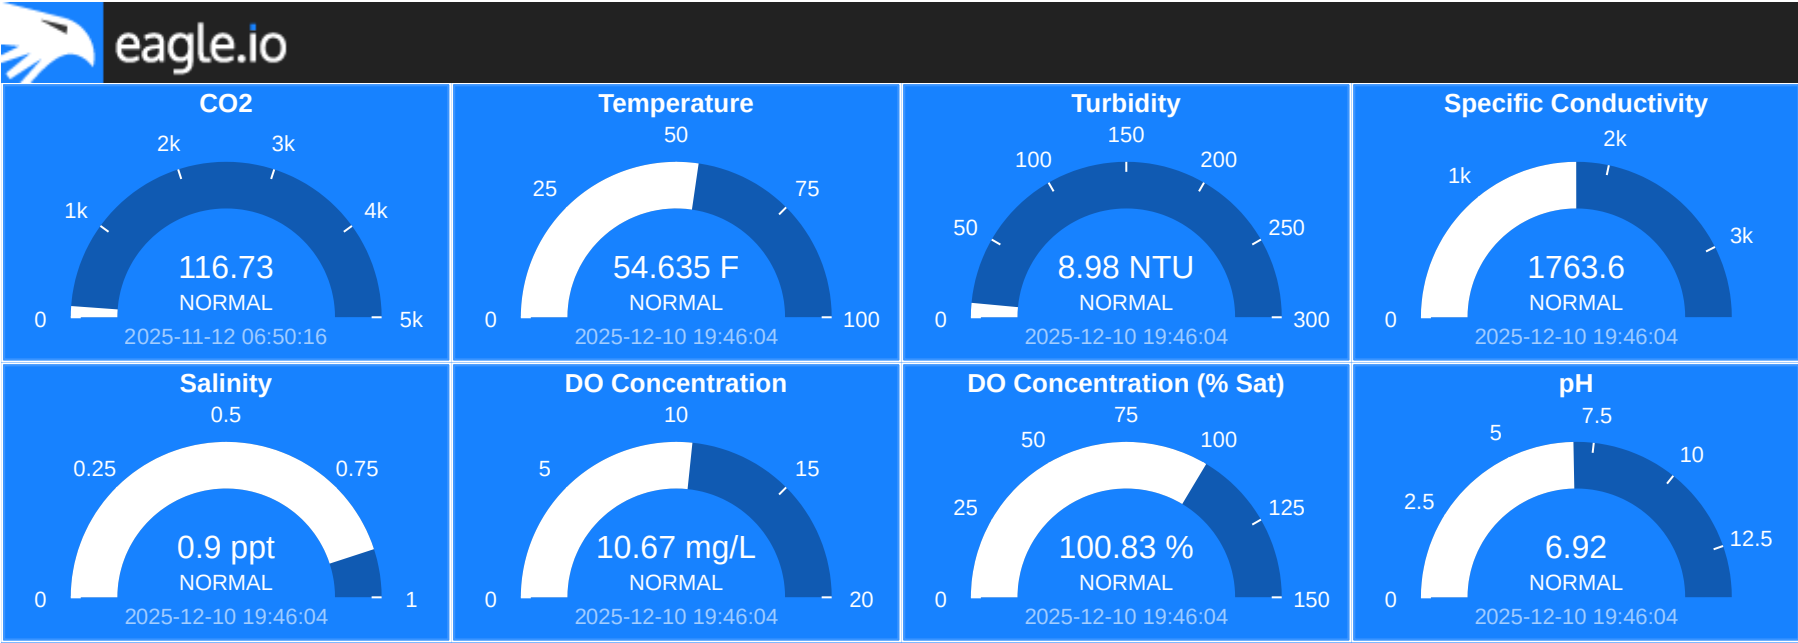 eagle.io
CO2
2k
3k
1k
4k
0
5k
116.73
NORMAL
2025-11-12 06:50:16
Temperature
50
25
75
0
100
54.635 F
NORMAL
2025-12-10 19:46:04
Turbidity
150
100
200
50
250
0
300
8.98 NTU
NORMAL
2025-12-10 19:46:04
Specific Conductivity
2k
1k
3k
0
1763.6
NORMAL
2025-12-10 19:46:04
Salinity
0.5
0.25
0.75
0
1
0.9 ppt
NORMAL
2025-12-10 19:46:04
DO Concentration
10
5
15
0
20
10.67 mg/L
NORMAL
2025-12-10 19:46:04
DO Concentration (% Sat)
75
50
100
25
125
0
150
100.83 %
NORMAL
2025-12-10 19:46:04
pH
7.5
5
10
2.5
12.5
0
6.92
NORMAL
2025-12-10 19:46:04